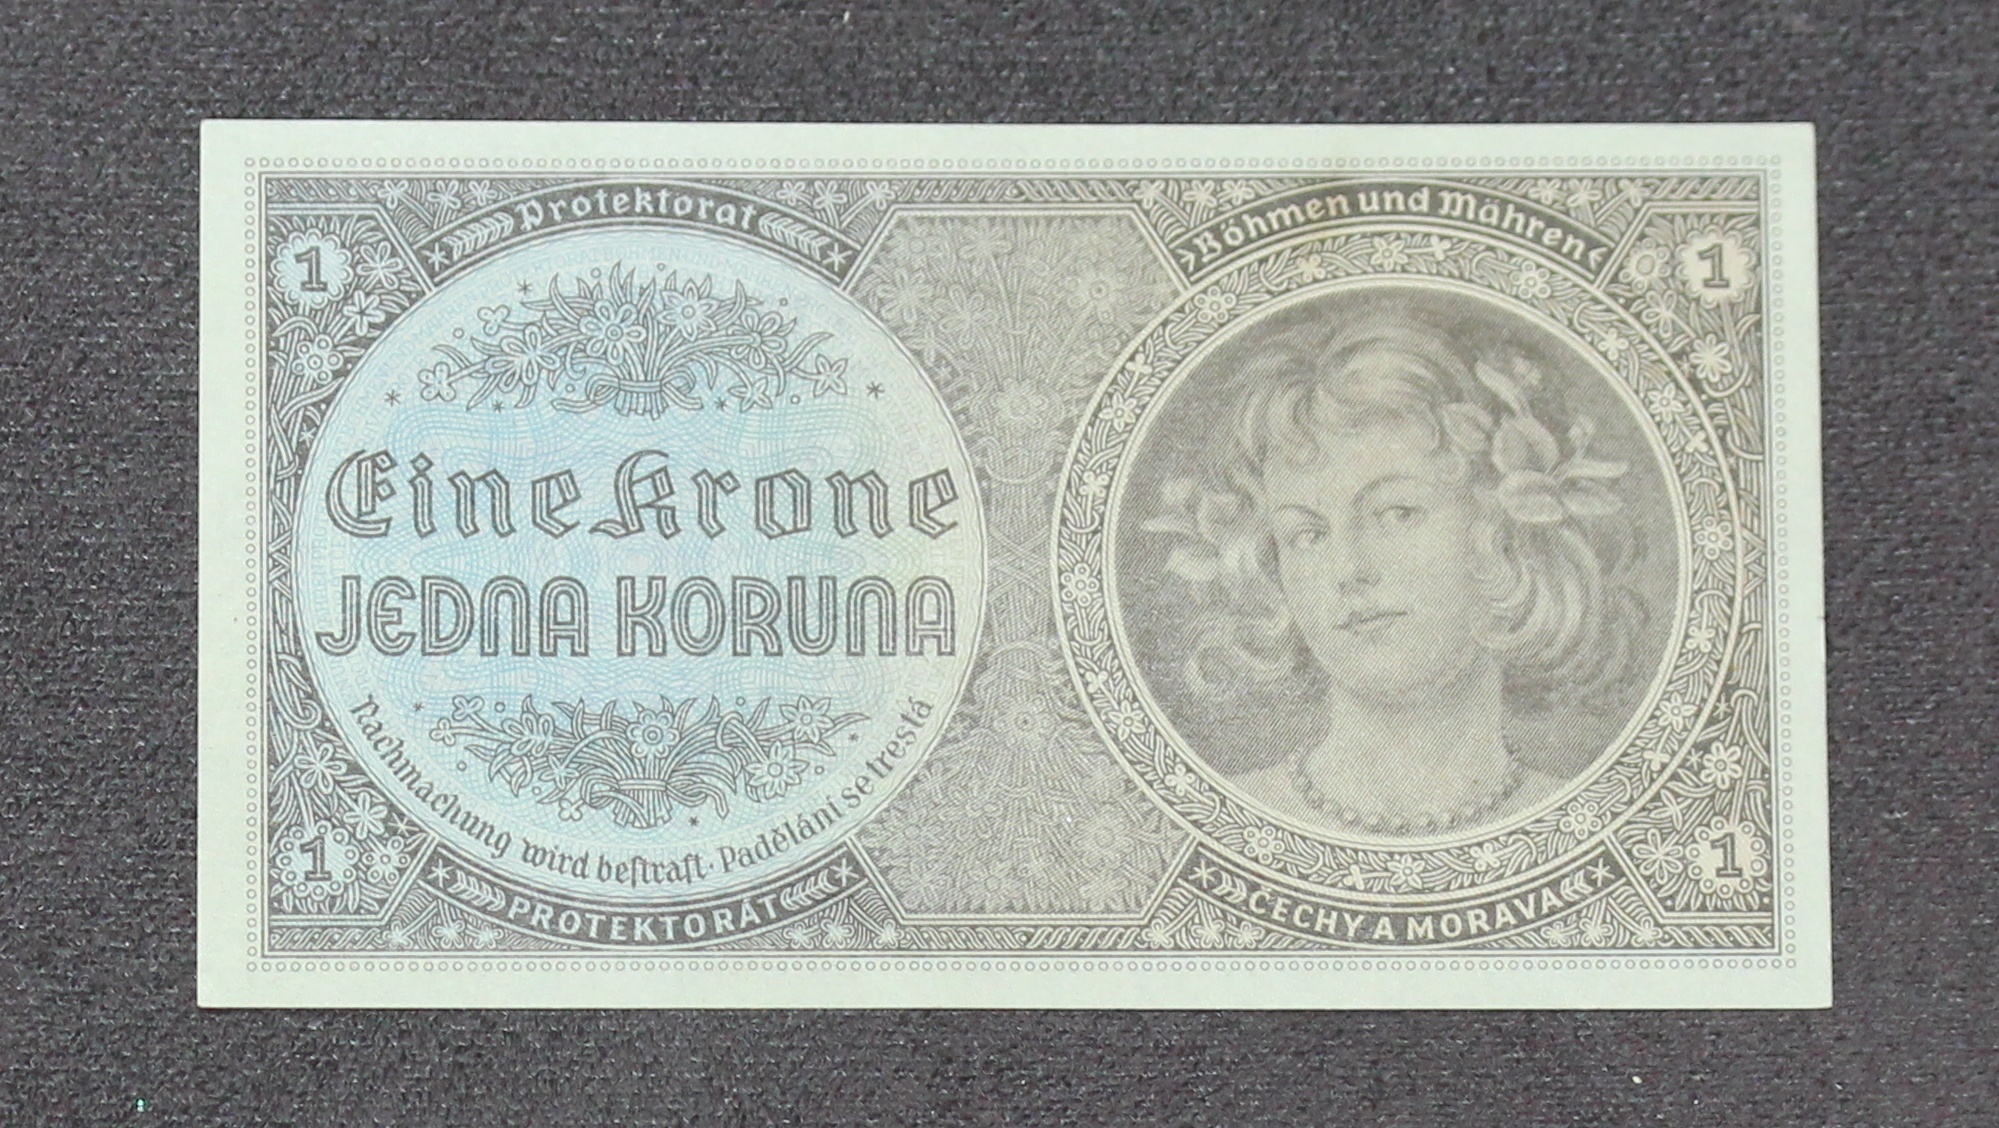 Protektorat
Böhmen und Mähren
1
1
Eine Krone
JEDNA KORUNA
Nachmachung wird bestraft · Padělání se trestá
1
1
PROTEKTORÁT
ČECHY A MORAVA